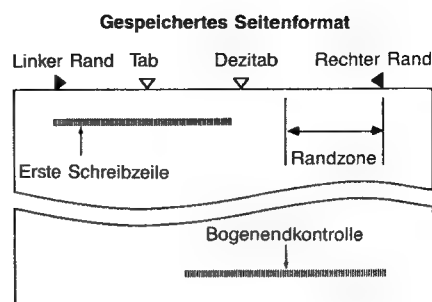 Gespeichertes Seitenformat
Linker Rand Tab Dezitab Rechter Rand
Erste Schreibzeile
Randzone
Bogenendkontrolle